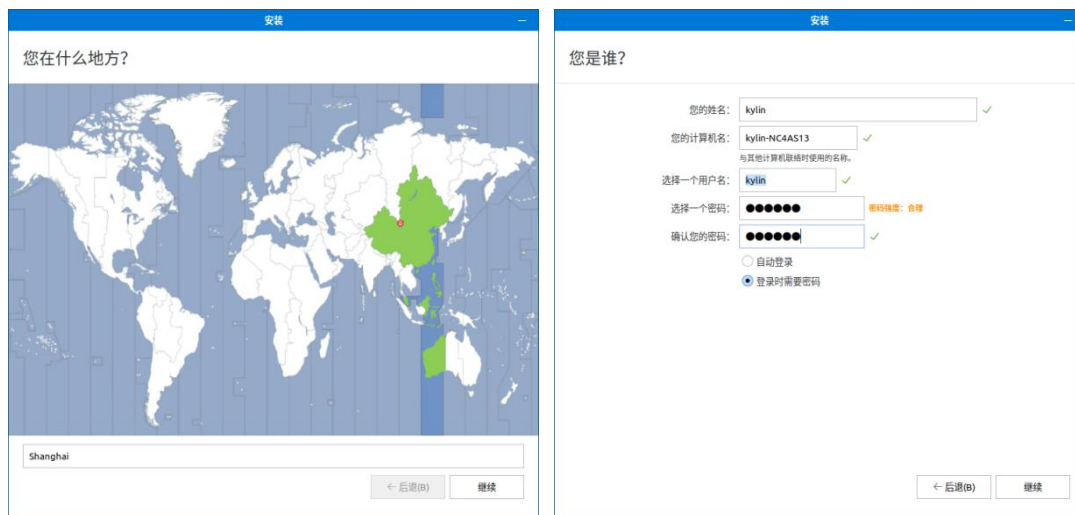 安装
您在什么地方？
Shanghai
← 后退(B)
继续
安装
您是谁？
您的姓名： kylin
您的计算机名： kylin-NC4AS13
与其他计算机联络时使用的名称。
选择一个用户名： kylin
选择一个密码： ●●●●●● 密码强度：合理
确认您的密码： ●●●●●●
自动登录
登录时需要密码
← 后退(B)
继续